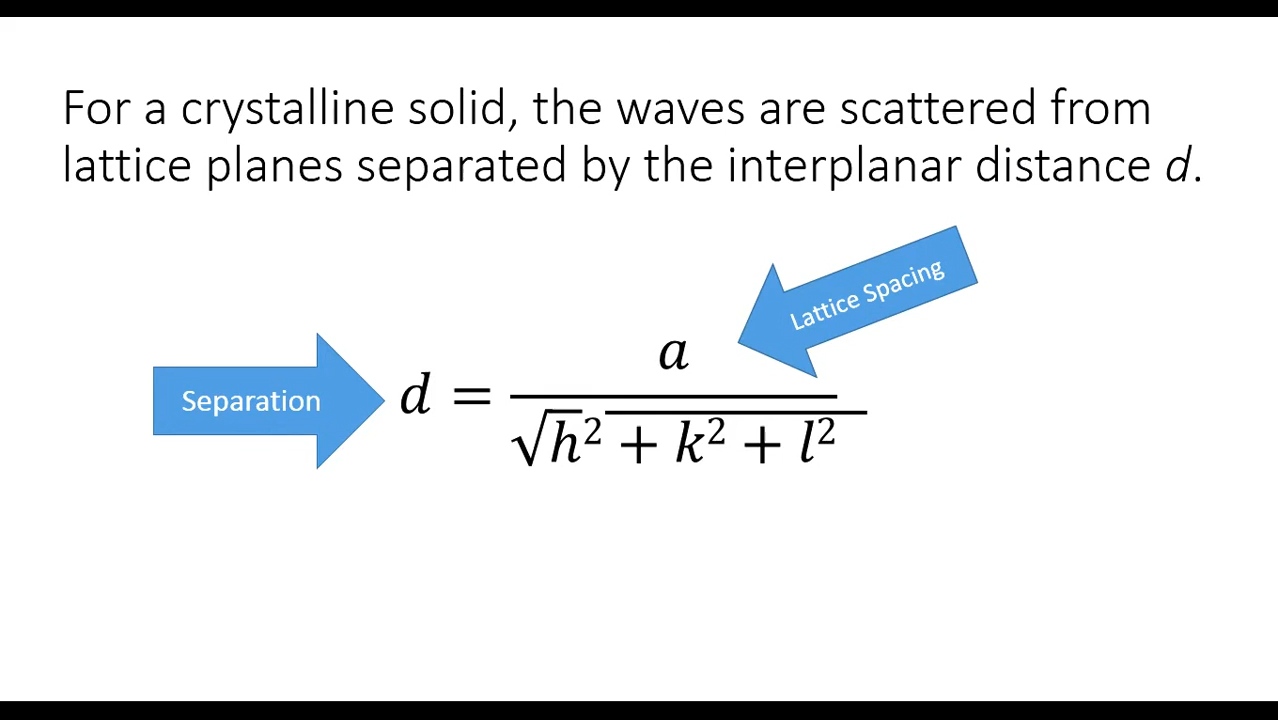 For a crystalline solid, the waves are scattered from
lattice planes separated by the interplanar distance d.
Lattice Spacing
Separation
d = a / √h² + k² + l²